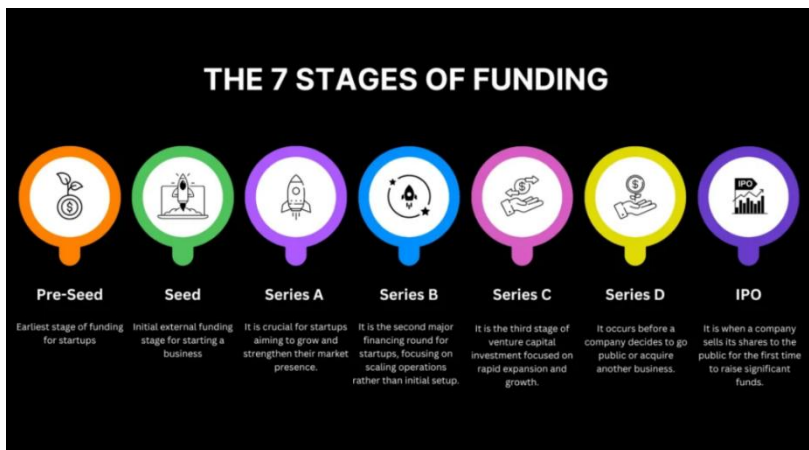 THE 7 STAGES OF FUNDING
IPO
Pre-Seed
Earliest stage of funding
for startups
Seed
Initial external funding
stage for starting a
business
Series A
It is crucial for startups
aiming to grow and
strengthen their market
presence.
Series B
It is the second major
financing round for
startups, focusing on
scaling operations
rather than initial setup.
Series C
It is the third stage of
venture capital
investment focused on
rapid expansion and
growth.
Series D
It occurs before a
company decides to go
public or acquire
another business.
IPO
It is when a company
sells its shares to the
public for the first time
to raise significant
funds.